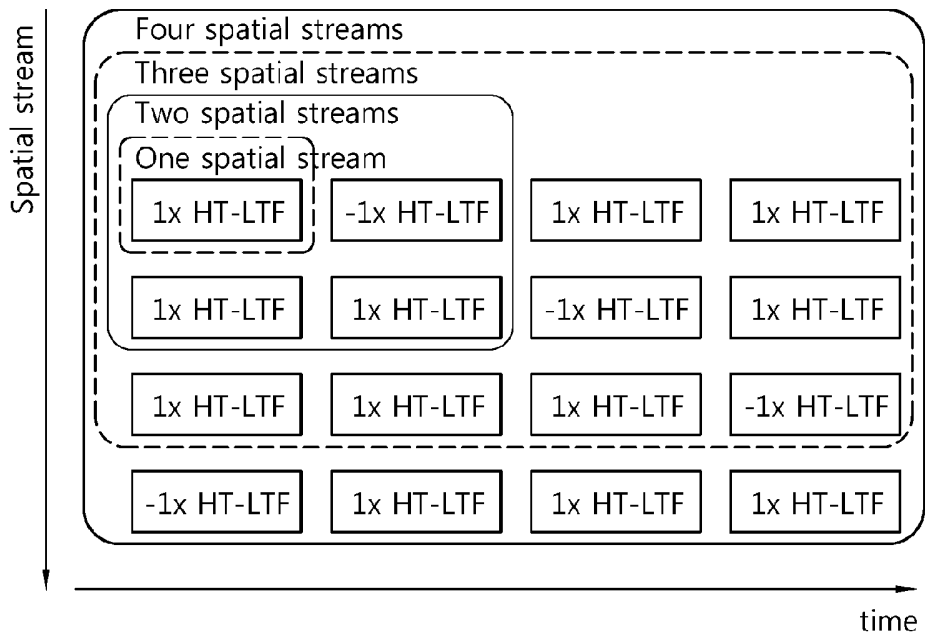 Spatial stream
Four spatial streams
Three spatial streams
Two spatial streams
One spatial stream
1x HT-LTF -1x HT-LTF 1x HT-LTF 1x HT-LTF
1x HT-LTF 1x HT-LTF -1x HT-LTF 1x HT-LTF
1x HT-LTF 1x HT-LTF 1x HT-LTF -1x HT-LTF
-1x HT-LTF 1x HT-LTF 1x HT-LTF 1x HT-LTF
time